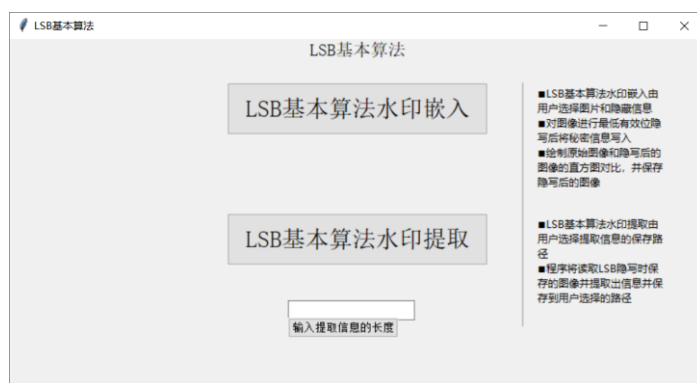 LSB基本算法
LSB基本算法
LSB基本算法水印嵌入
■LSB基本算法水印嵌入由
用户选择图片和隐蔽信息
■对图像进行最低有效位隐
写后将秘密信息写入
■绘制原始图像和隐写后的
图像的直方图对比，并保存
隐写后的图像
LSB基本算法水印提取
■LSB基本算法水印提取由
用户选择提取信息的保存路
径
■程序将读取LSB隐写时保
存的图像并提取出信息并保
存到用户选择的路径
输入提取信息的长度